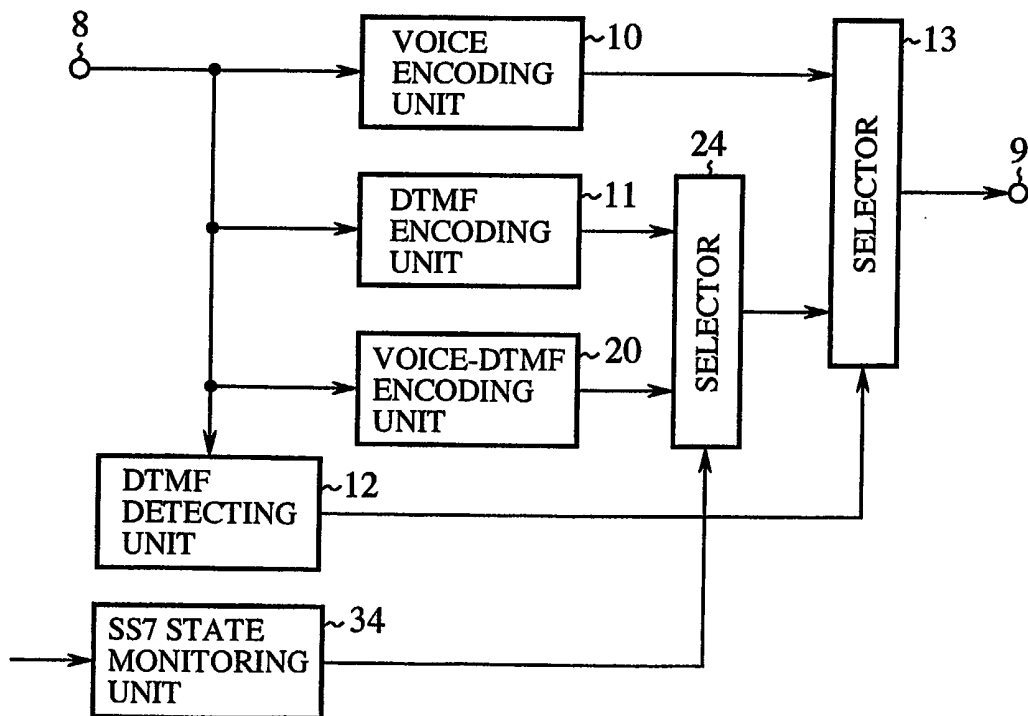 8
VOICE
ENCODING
UNIT
10
13
SELECTOR
9
24
SELECTOR
DTMF
ENCODING
UNIT
11
VOICE-DTMF
ENCODING
UNIT
20
DTMF
DETECTING
UNIT
12
SS7 STATE
MONITORING
UNIT
34